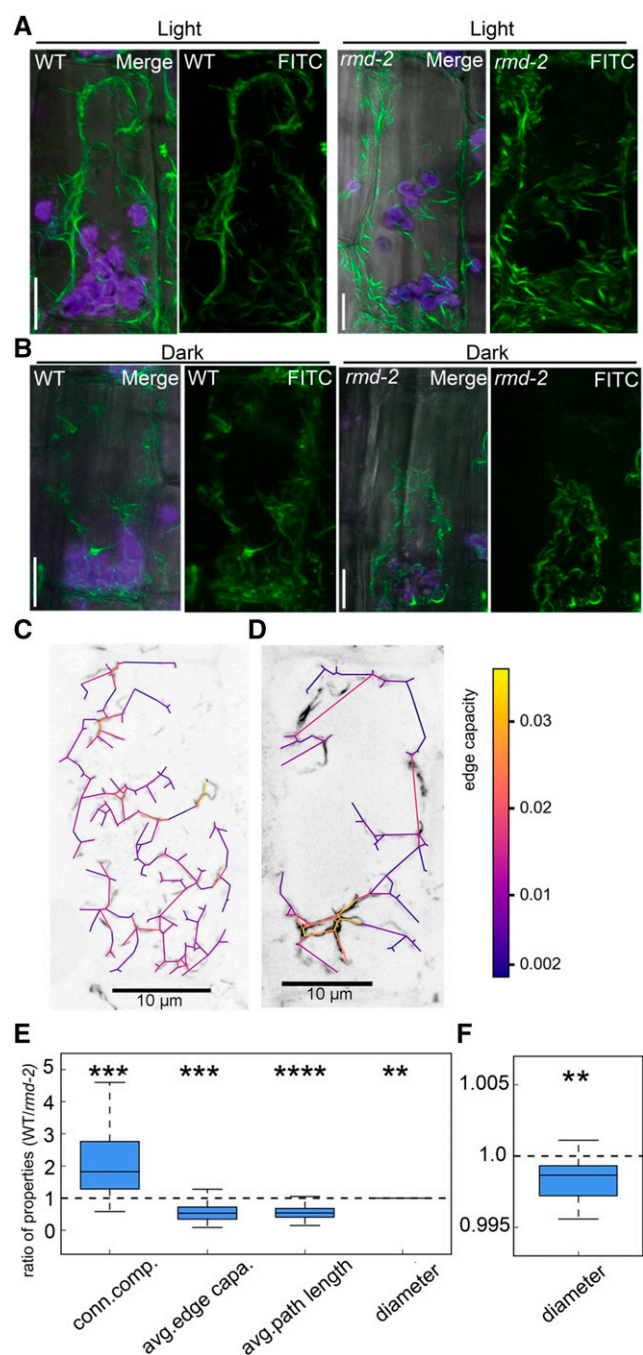 A
Light
Light
WT Merge
WT FITC
rmd-2 Merge
rmd-2 FITC
B
Dark
Dark
WT Merge
WT FITC
rmd-2 Merge
rmd-2 FITC
C
D
10 µm
10 µm
edge capacity
0.03
0.02
0.01
0.002
E
ratio of properties (WT/rmd-2)
5
4
3
2
1
0
***
***
****
**
conn.comp.
avg.edge capa.
avg.path length
diameter
F
1.005
1.0
0.995
**
diameter